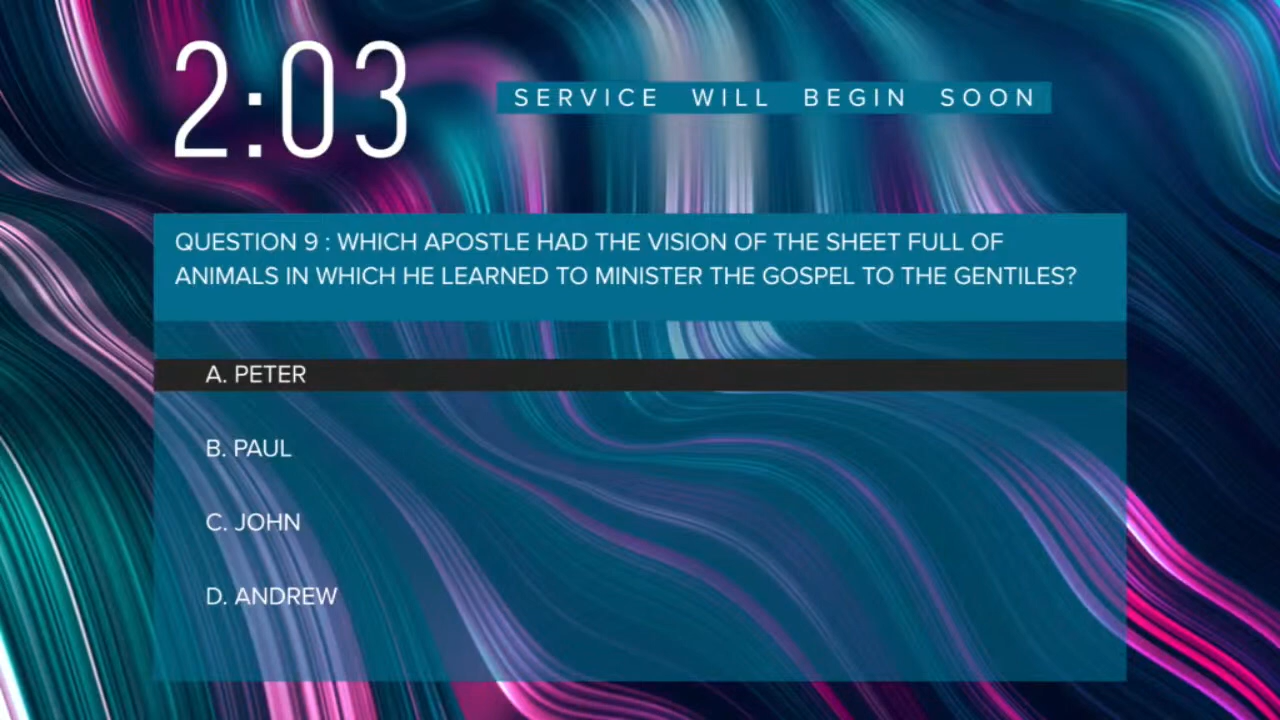 2:03
SERVICE WILL BEGIN SOON
QUESTION 9 : WHICH APOSTLE HAD THE VISION OF THE SHEET FULL OF
ANIMALS IN WHICH HE LEARNED TO MINISTER THE GOSPEL TO THE GENTILES?
A. PETER
B. PAUL
C. JOHN
D. ANDREW